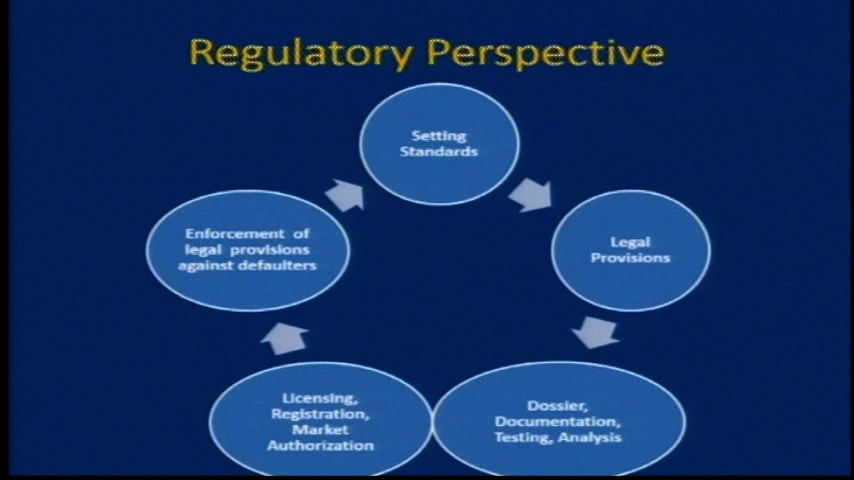 Regulatory Perspective
Setting
Standards
Enforcement of
legal provisions
against defaulters
Legal
Provisions
Licensing,
Registration,
Market
Authorization
Dossier,
Documentation,
Testing, Analysis